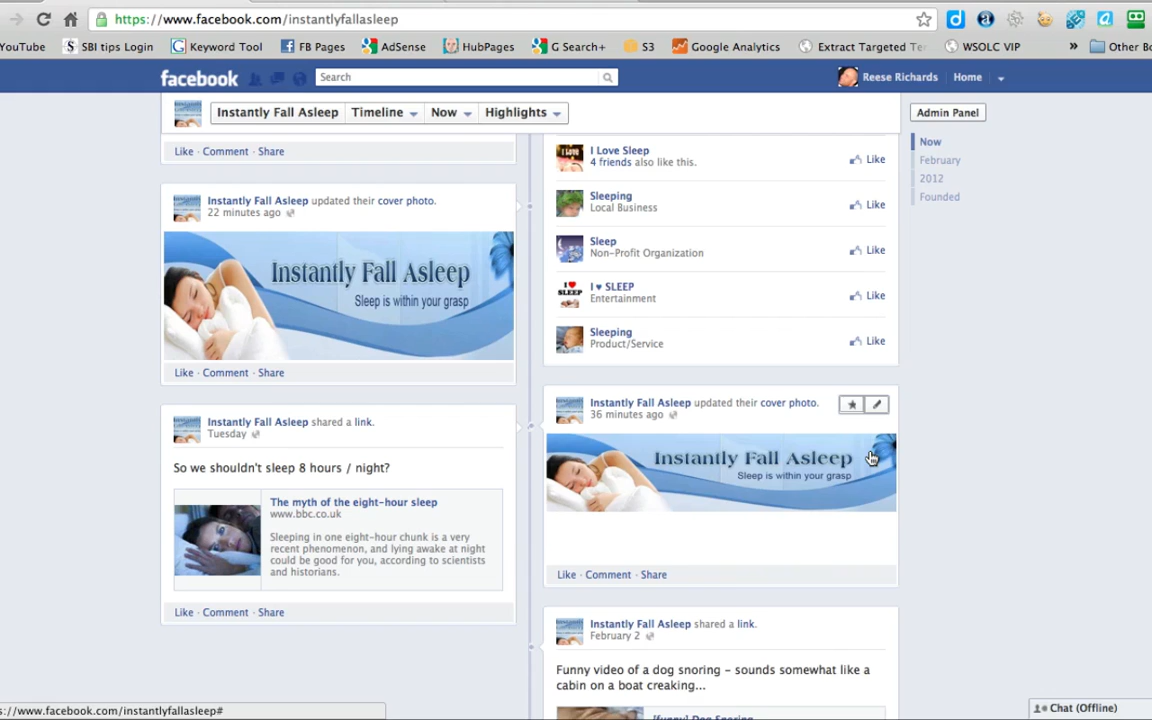 https://www.facebook.com/instantlyfallasleep
YouTube
SBI tips Login
Keyword Tool
FB Pages
AdSense
HubPages
G Search+
S3
Google Analytics
Extract Targeted Te
WSOLC VIP
»
Other Bo
facebook
Search
Reese Richards
Home
Instantly Fall Asleep
Timeline
Now
Highlights
Admin Panel
Now
February
2012
Founded
Like · Comment · Share
Instantly Fall Asleep updated their cover photo.
22 minutes ago
Instantly Fall Asleep
Sleep is within your grasp
Like · Comment · Share
Instantly Fall Asleep shared a link.
Tuesday
So we shouldn't sleep 8 hours / night?
The myth of the eight-hour sleep
www.bbc.co.uk
Sleeping in one eight-hour chunk is a very
recent phenomenon, and lying awake at night
could be good for you, according to scientists
and historians.
Like · Comment · Share
I Love Sleep
4 friends also like this.
Like
Sleeping
Local Business
Like
Sleep
Non-Profit Organization
Like
I ♥ SLEEP
Entertainment
Like
Sleeping
Product/Service
Like
Instantly Fall Asleep updated their cover photo.
36 minutes ago
Instantly Fall Asleep
Sleep is within your grasp
Like · Comment · Share
Instantly Fall Asleep shared a link.
February 2
Funny video of a dog snoring – sounds somewhat like a
cabin on a boat creaking...
(funny) Dog Snoring
s://www.facebook.com/instantlyfallasleep#
Chat (Offline)